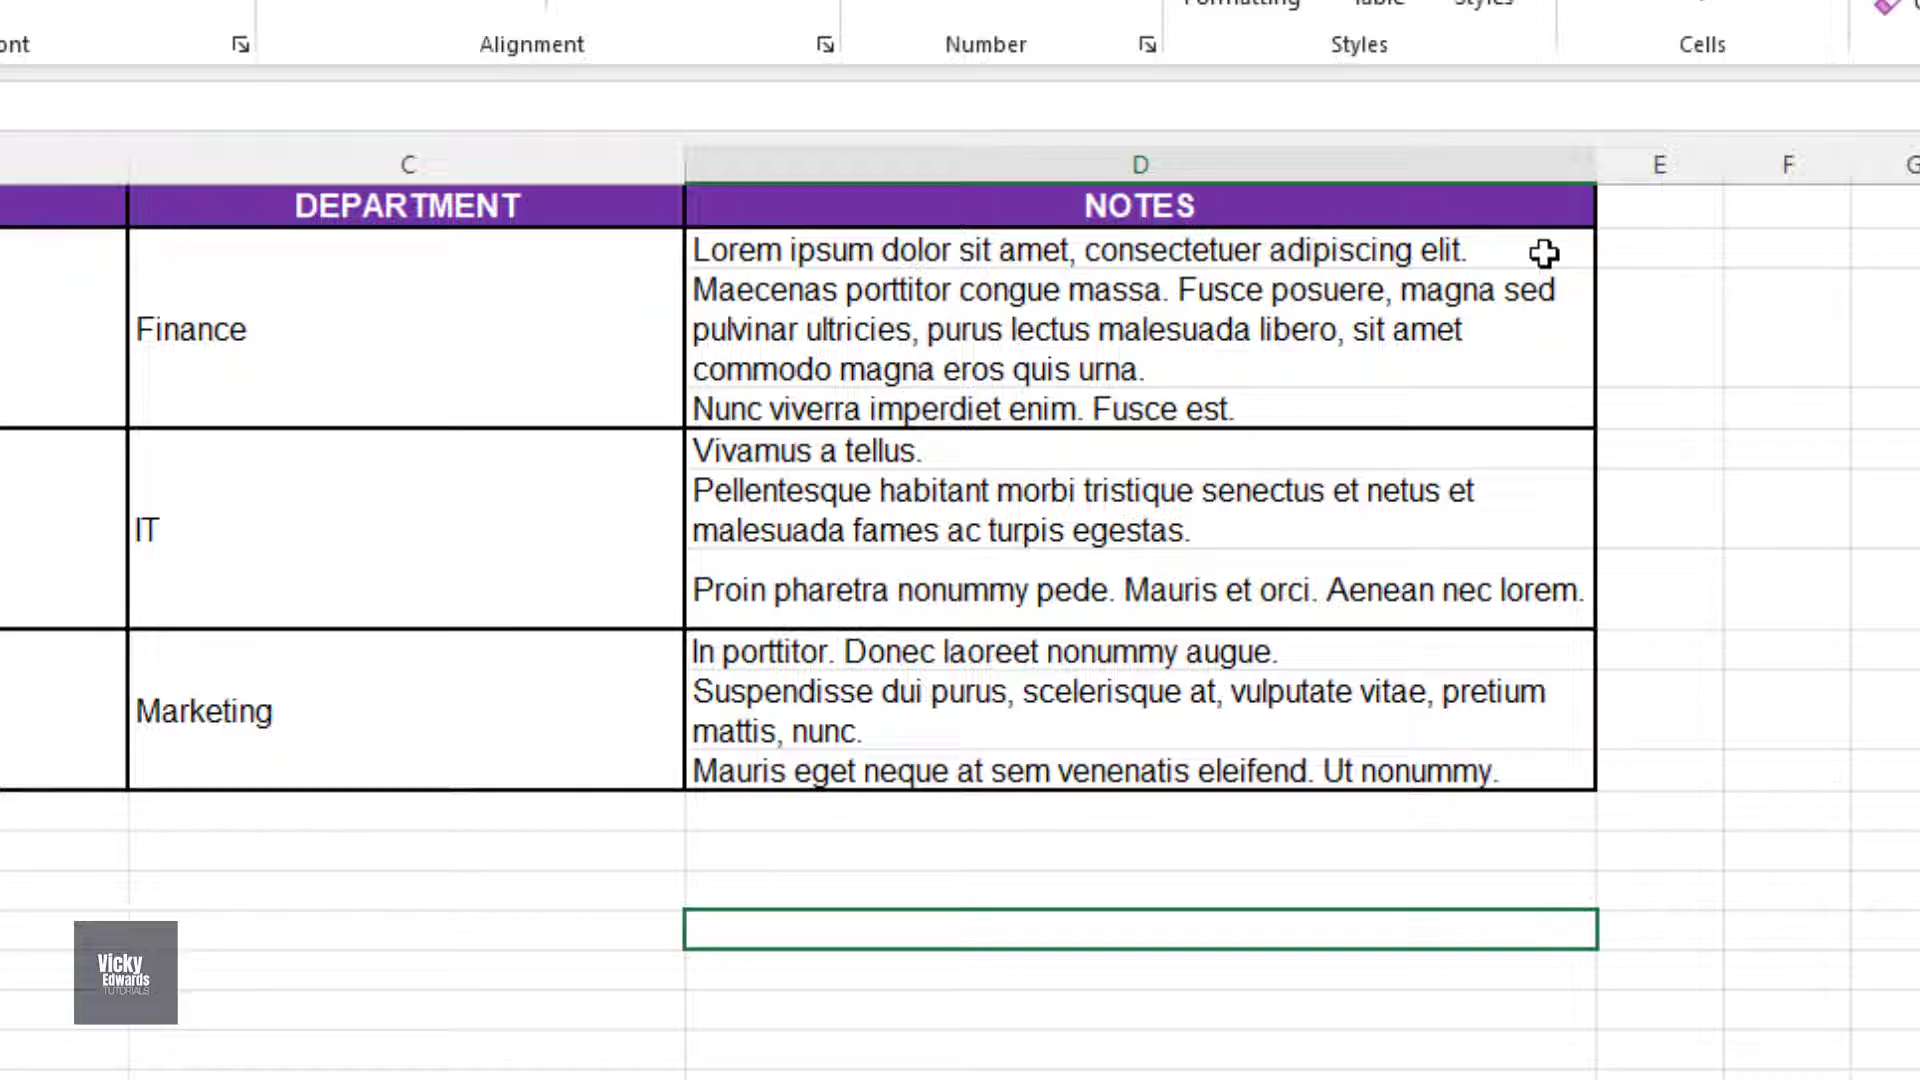 Formatting Table Styles
ont Alignment Number Styles Cells
C D E F G
DEPARTMENT NOTES
Finance
Lorem ipsum dolor sit amet, consectetuer adipiscing elit.
Maecenas porttitor congue massa. Fusce posuere, magna sed
pulvinar ultricies, purus lectus malesuada libero, sit amet
commodo magna eros quis urna.
Nunc viverra imperdiet enim. Fusce est.
IT
Vivamus a tellus.
Pellentesque habitant morbi tristique senectus et netus et
malesuada fames ac turpis egestas.
Proin pharetra nonummy pede. Mauris et orci. Aenean nec lorem.
Marketing
In porttitor. Donec laoreet nonummy augue.
Suspendisse dui purus, scelerisque at, vulputate vitae, pretium
mattis, nunc.
Mauris eget neque at sem venenatis eleifend. Ut nonummy.
Vicky
Edwards
TUTORIALS